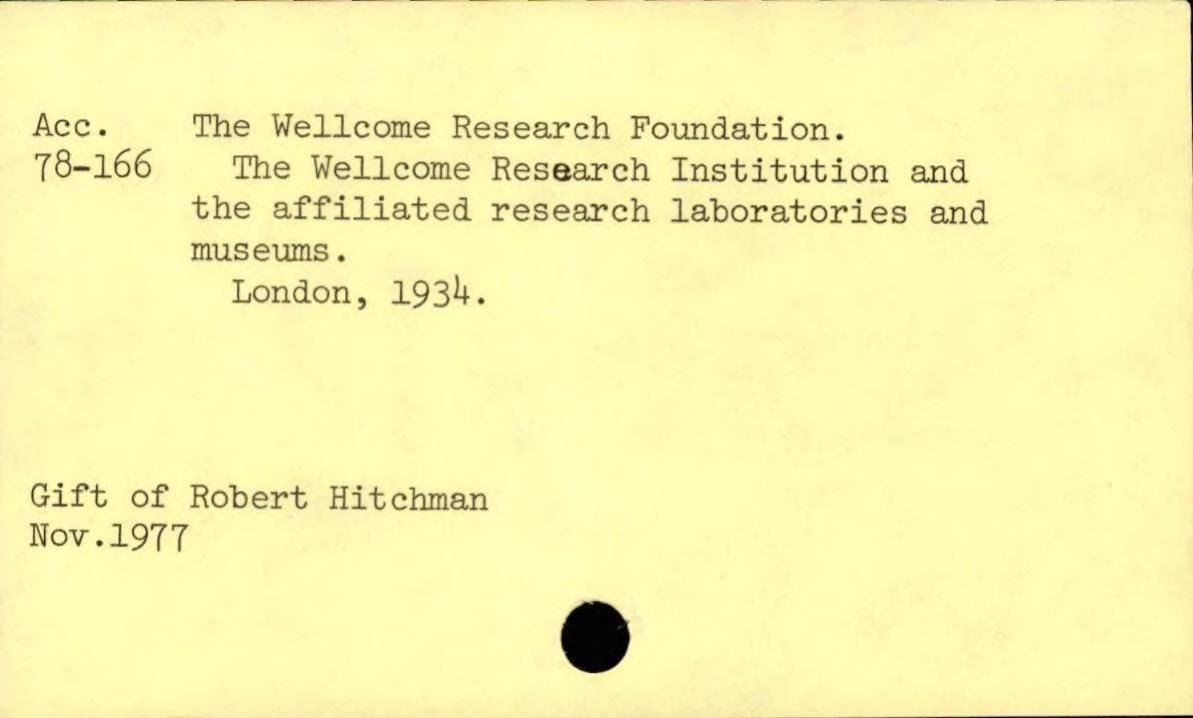 Acc. The Wellcome Research Foundation.
78-166 The Wellcome Research Institution and
the affiliated research laboratories and
museums.
London, 1934.
Gift of Robert Hitchman
Nov.1977